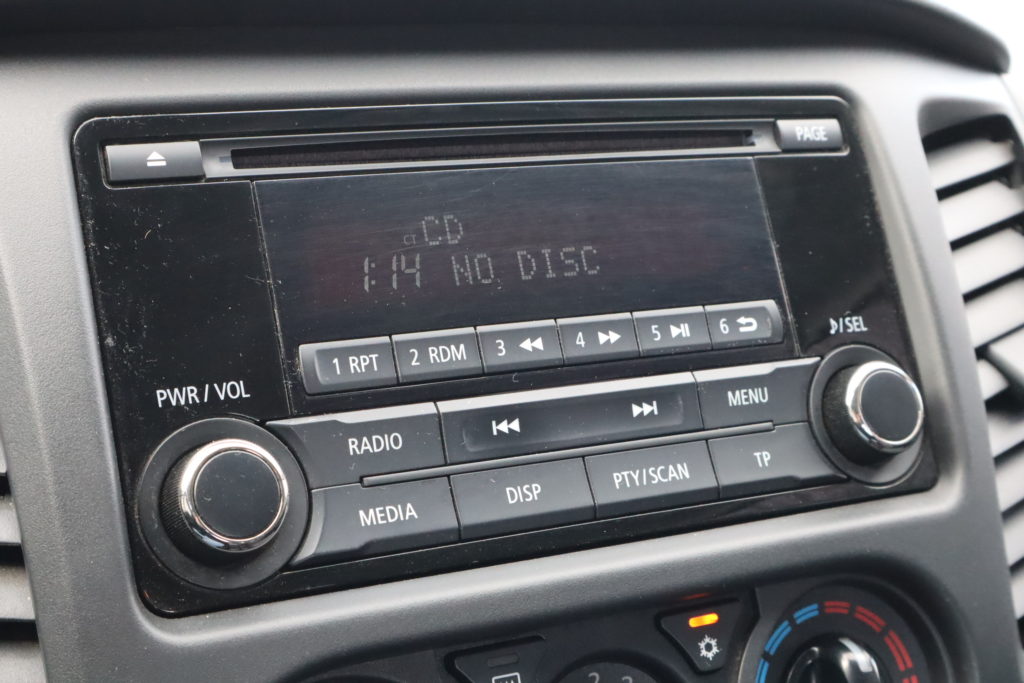 PAGE
CT CD
1:14 NO DISC
1 RPT 2 RDM 3 4 5 6
PWR / VOL
/SEL
RADIO
MENU
MEDIA DISP PTY/SCAN TP